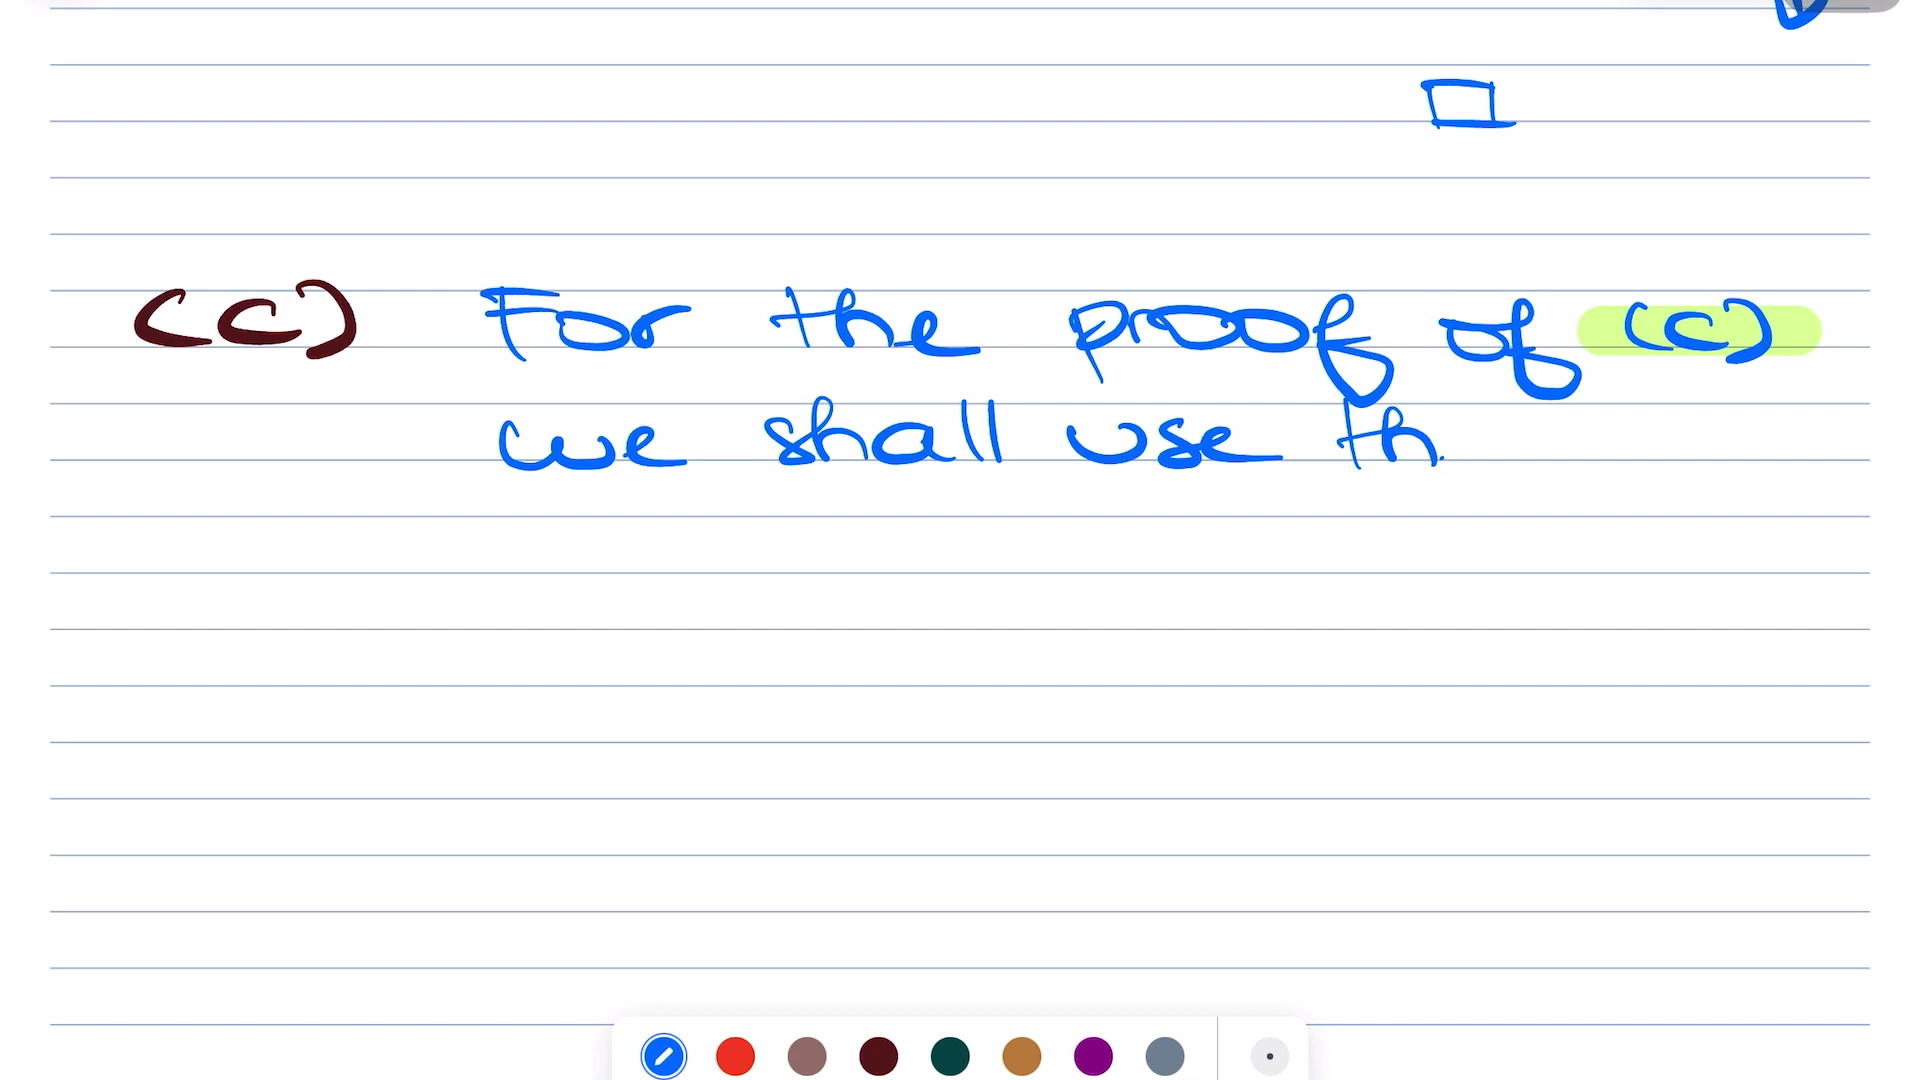 (c) For the proof of (c)
we shall use th